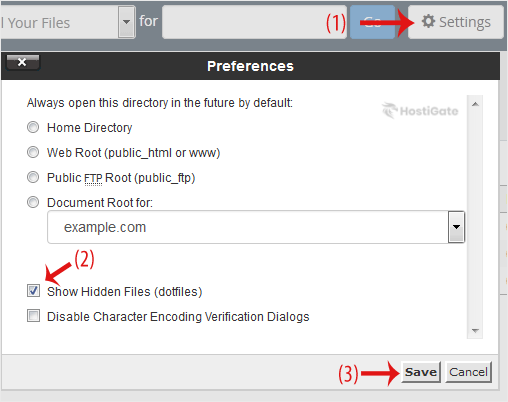 l Your Files for (1) Go Settings
Preferences
Always open this directory in the future by default:
HostiGate
Home Directory
Web Root (public_html or www)
Public FTP Root (public_ftp)
Document Root for:
example.com
(2)
Show Hidden Files (dotfiles)
Disable Character Encoding Verification Dialogs
(3) Save Cancel